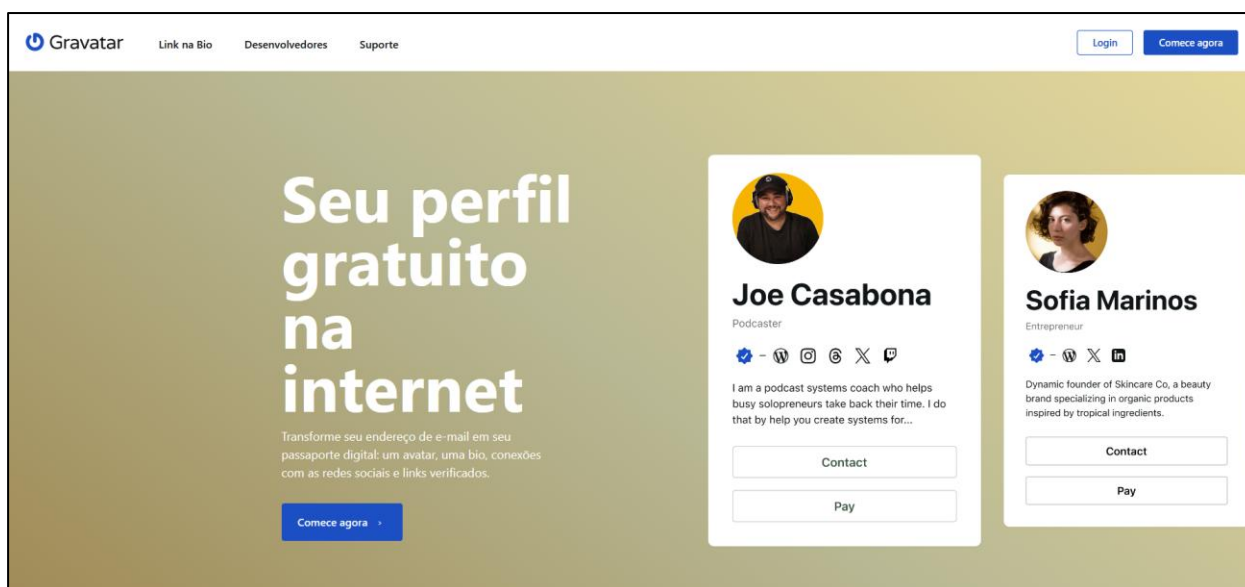 Gravatar
Link na Bio
Desenvolvedores
Suporte
Login
Comece agora
Seu perfil
gratuito
na
internet
Transforme seu endereço de e-mail em seu
passaporte digital: um avatar, uma bio, conexões
com as redes sociais e links verificados.
Comece agora ›
Joe Casabona
Podcaster
I am a podcast systems coach who helps
busy solopreneurs take back their time. I do
that by help you create systems for...
Contact
Pay
Sofia Marinos
Entrepreneur
Dynamic founder of Skincare Co, a beauty
brand specializing in organic products
inspired by tropical ingredients.
Contact
Pay